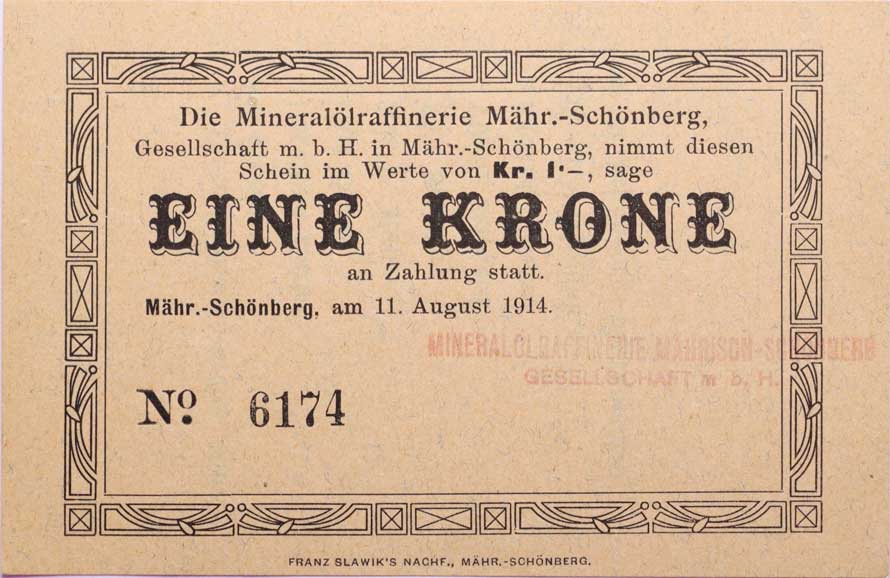 Die Mineralölraffinerie Mähr.-Schönberg,
Gesellschaft m. b. H. in Mähr.-Schönberg, nimmt diesen
Schein im Werte von Kr. 1·–, sage
EINE KRONE
an Zahlung statt.
Mähr.-Schönberg, am 11. August 1914.
MINERALÖLRAFFINERIE MÄHRISCH-SCHÖNBERG
GESELLSCHAFT m b. H.
No. 6174
FRANZ SLAWIK'S NACHF., MÄHR.-SCHÖNBERG.